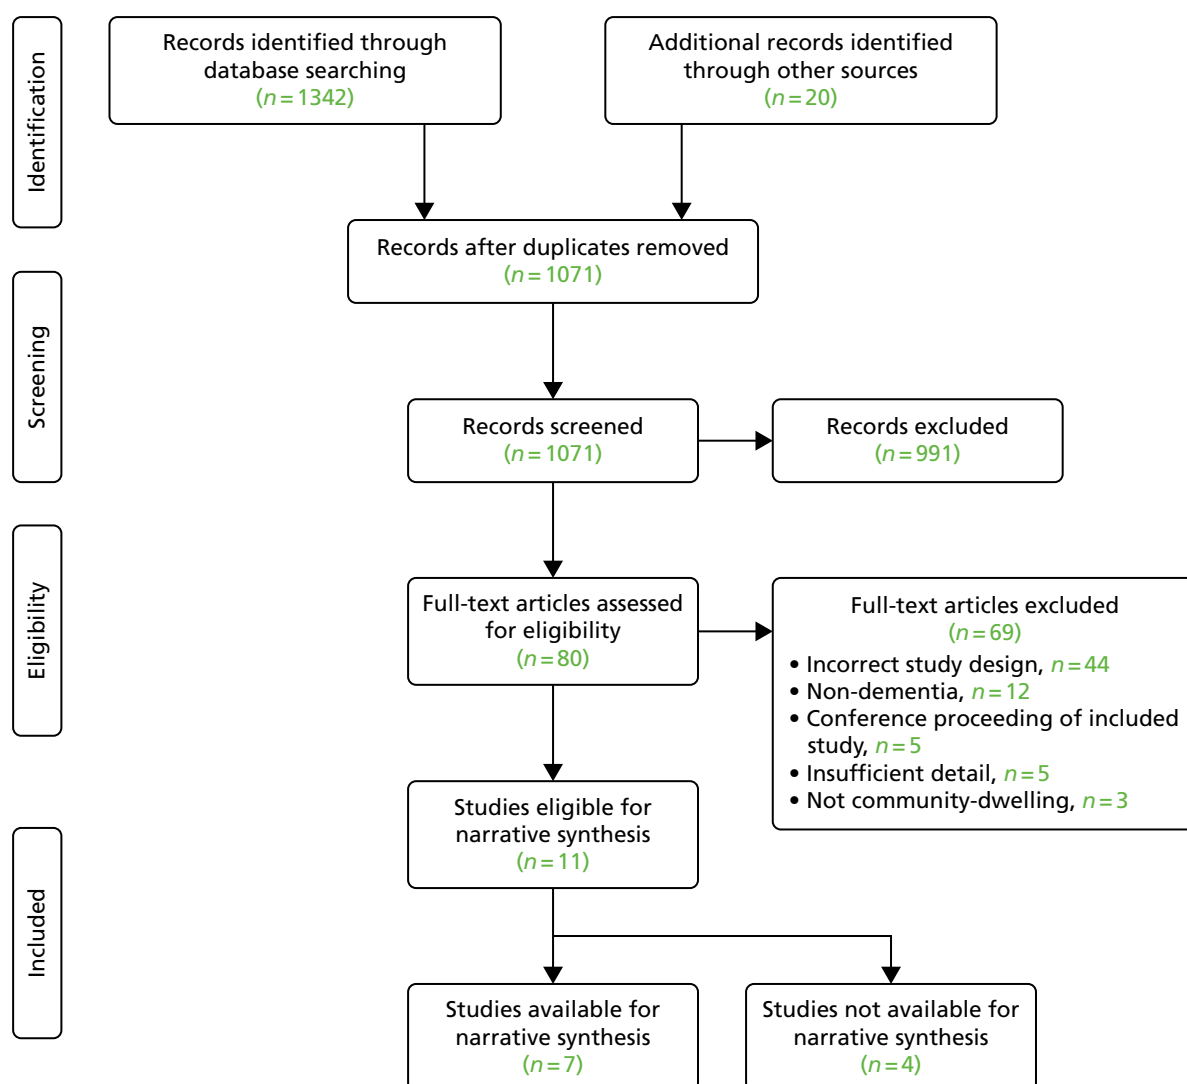 Identification
Records identified through
database searching
(n = 1342)
Additional records identified
through other sources
(n = 20)
Records after duplicates removed
(n = 1071)
Screening
Records screened
(n = 1071)
Records excluded
(n = 991)
Eligibility
Full-text articles assessed
for eligibility
(n = 80)
Full-text articles excluded
(n = 69)
• Incorrect study design, n = 44
• Non-dementia, n = 12
• Conference proceeding of included
study, n = 5
• Insufficient detail, n = 5
• Not community-dwelling, n = 3
Included
Studies eligible for
narrative synthesis
(n = 11)
Studies available for
narrative synthesis
(n = 7)
Studies not available for
narrative synthesis
(n = 4)